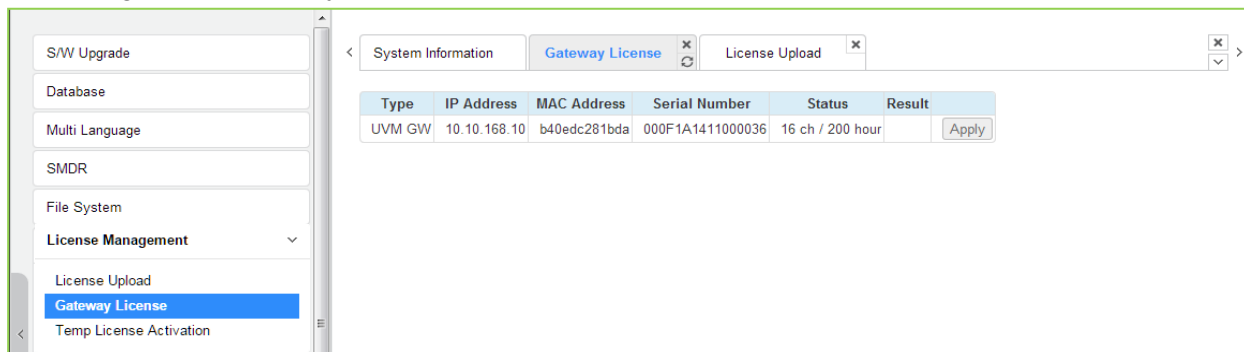 S/W Upgrade
Database
Multi Language
SMDR
File System
License Management
License Upload
Gateway License
Temp License Activation
System Information Gateway License License Upload
Type IP Address MAC Address Serial Number Status Result
UVM GW 10.10.168.10 b40edc281bda 000F1A1411000036 16 ch / 200 hour Apply